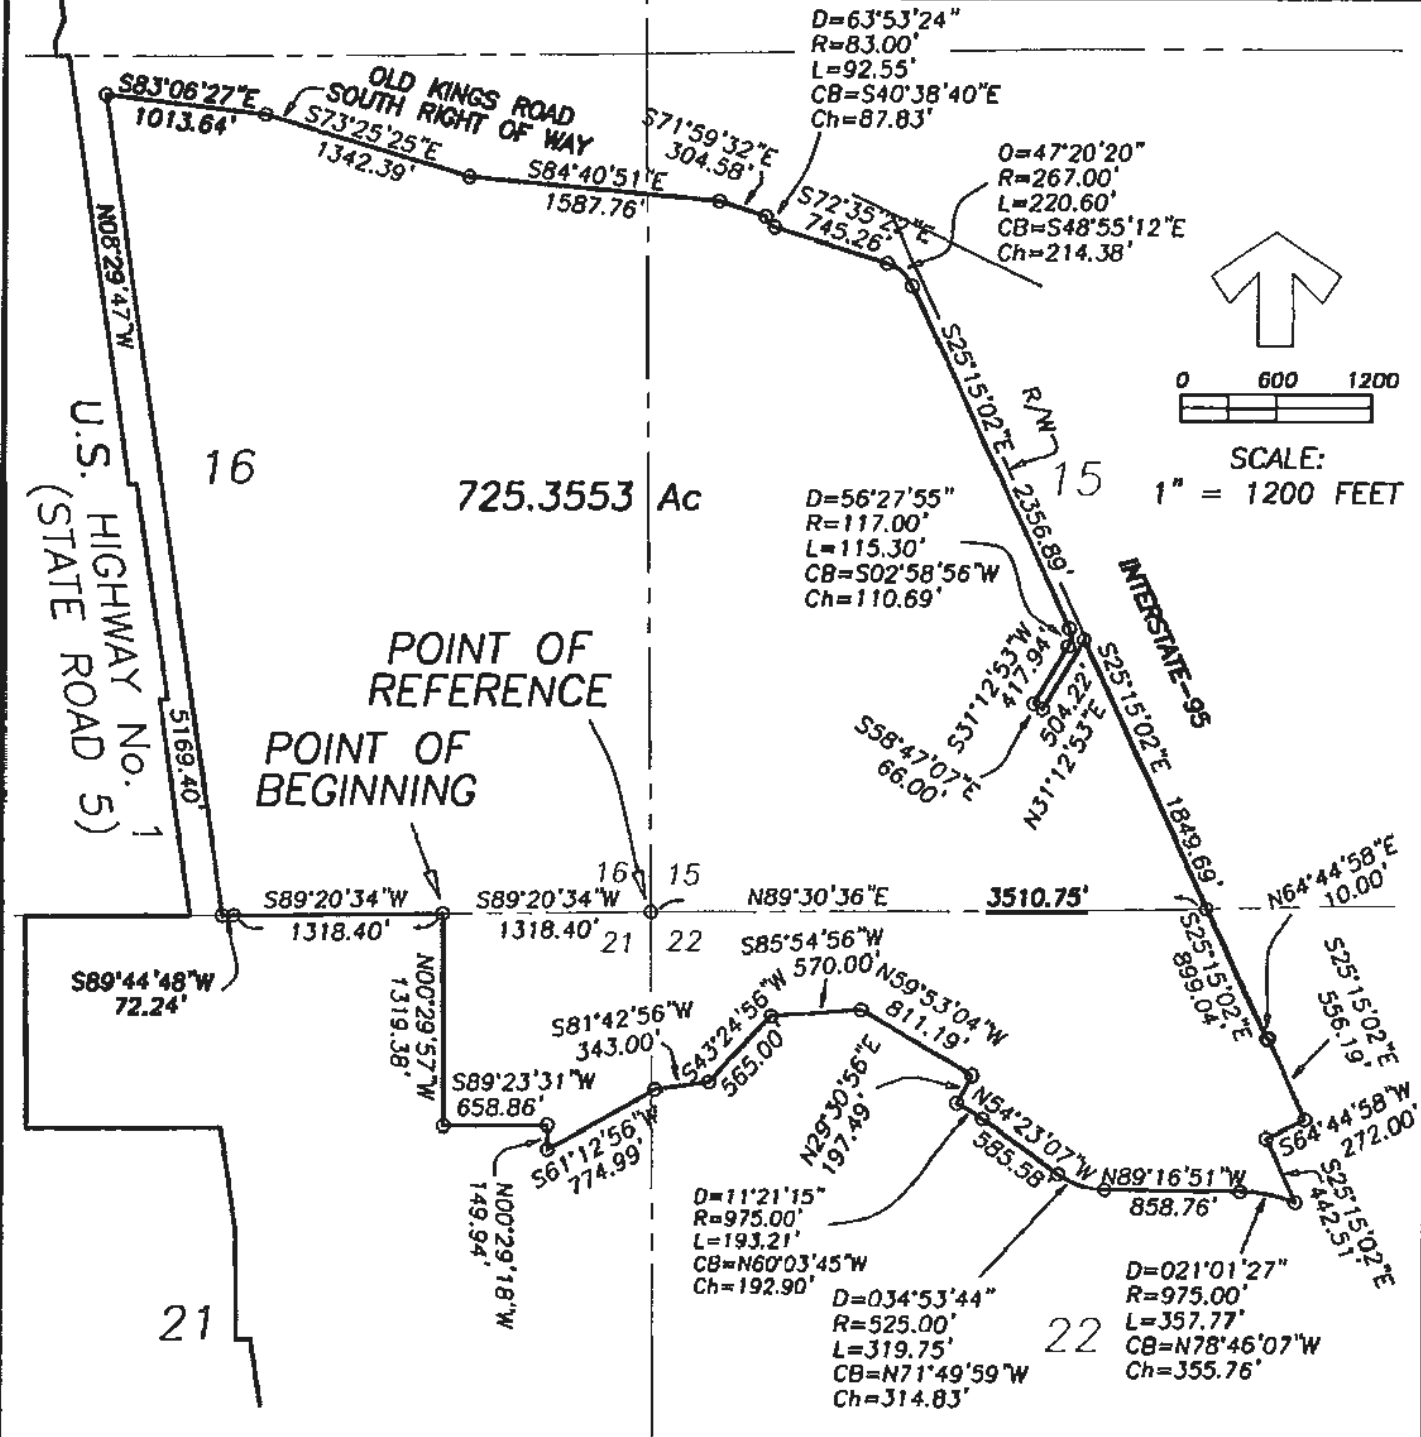 D=63°53'24"
R=83.00'
L=92.55'
CB=S40°38'40"E
Ch=87.83'
S83°06'27"E
1013.64'
OLD KINGS ROAD
SOUTH RIGHT OF WAY
S73°25'25"E
1342.39'
S84°40'51"E
1587.76'
S71°59'32"E
304.58'
S72°35'22"E
745.26'
O=47°20'20"
R=267.00'
L=220.60'
CB=S48°55'12"E
Ch=214.38'
0 600 1200
SCALE:
1" = 1200 FEET
N08°29'47"W
5169.40'
U.S. HIGHWAY No. 1
(STATE ROAD 5)
16
725.3553 Ac
S25°15'02"E
2356.89'
R/W
15
D=56°27'55"
R=117.00'
L=115.30'
CB=S02°58'56"W
Ch=110.69'
INTERSTATE-95
S31°12'53"W
417.94'
504.22'
N31°12'53"E
S58°47'07"E
66.00'
S25°15'02"E
1849.69'
POINT OF
REFERENCE
POINT OF
BEGINNING
16 15
21 22
S89°20'34"W
1318.40'
S89°20'34"W
1318.40'
N89°30'36"E
3510.75'
N64°44'58"E
10.00'
S25°15'02"E
899.04'
S25°15'02"E
556.19'
S89°44'48"W
72.24'
N00°29'57"W
1319.38'
S85°54'56"W
570.00'
N59°53'04"W
811.19'
S81°42'56"W
343.00'
S43°24'56"W
565.00'
S89°23'31"W
658.86'
S61°12'56"W
774.99'
N00°29'18"W
149.94'
N29°30'56"E
197.49'
N54°23'07"W
585.58'
N89°16'51"W
858.76'
S64°44'58"W
272.00'
S25°15'02"E
442.51'
D=11°21'15"
R=975.00'
L=193.21'
CB=N60°03'45"W
Ch=192.90'
D=034°53'44"
R=525.00'
L=319.75'
CB=N71°49'59"W
Ch=314.83'
D=021°01'27"
R=975.00'
L=357.77'
CB=N78°46'07"W
Ch=355.76'
21
22